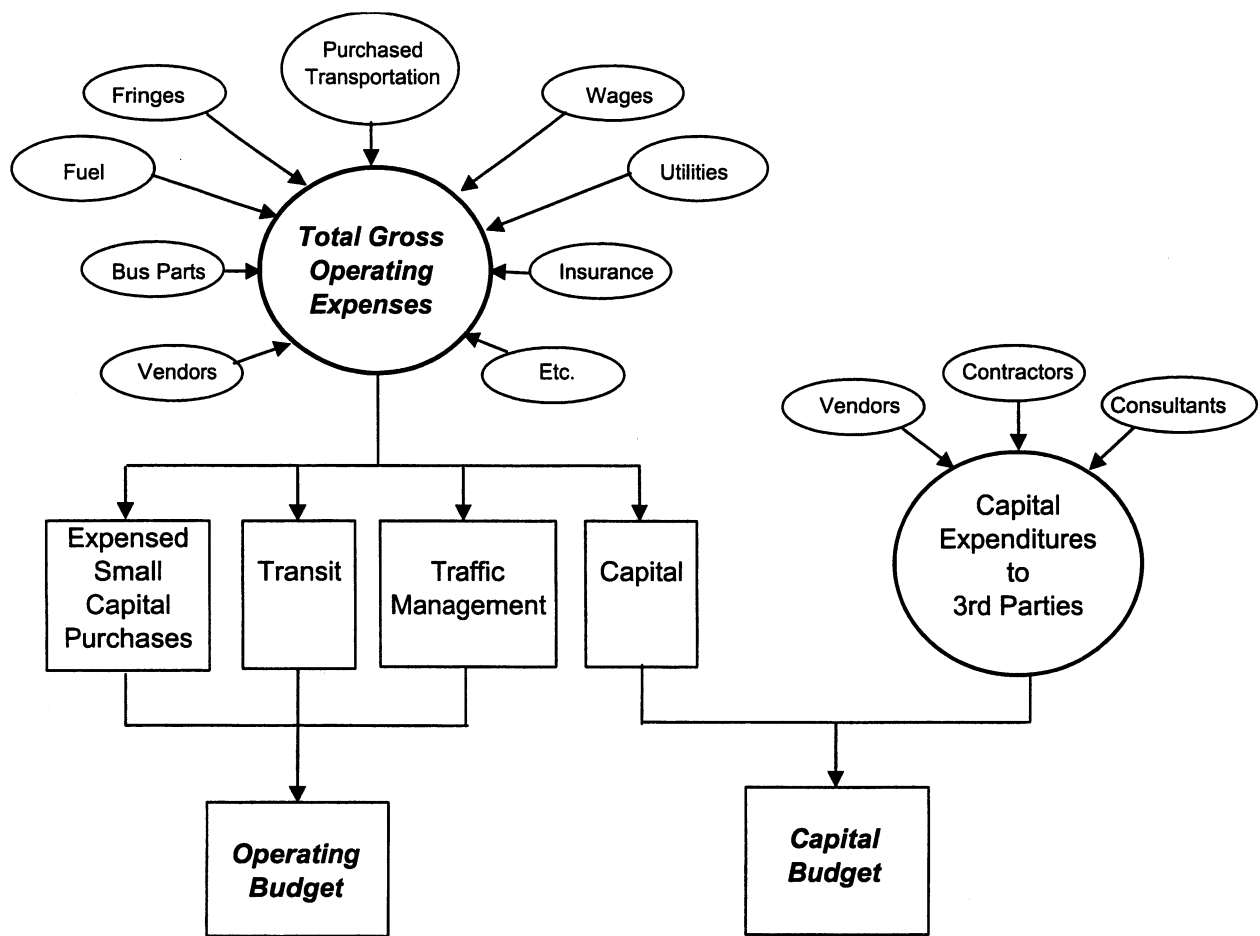 Purchased
Transportation
Fringes
Wages
Fuel
Utilities
Total Gross
Operating
Expenses
Bus Parts
Insurance
Vendors
Etc.
Vendors
Contractors
Consultants
Capital
Expenditures
to
3rd Parties
Expensed
Small
Capital
Purchases
Transit
Traffic
Management
Capital
Operating
Budget
Capital
Budget